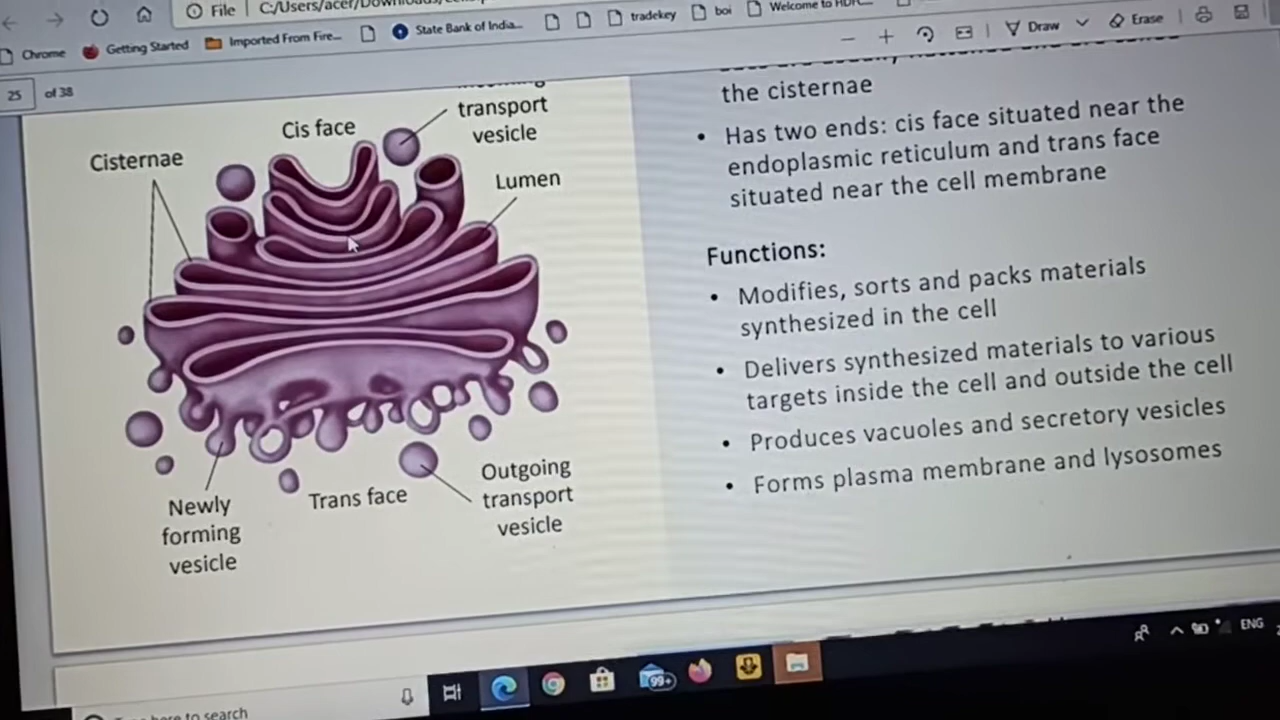 File
C:/Users/acer/Downloads/
Chrome
Getting Started
Imported From Fire...
State Bank of India...
tradekey
boi
Welcome to HDFC...
25
of 38
Draw
Erase
transport
vesicle
Cis face
Cisternae
Lumen
Newly
forming
vesicle
Trans face
Outgoing
transport
vesicle
the cisternae
• Has two ends: cis face situated near the
endoplasmic reticulum and trans face
situated near the cell membrane
Functions:
• Modifies, sorts and packs materials
synthesized in the cell
• Delivers synthesized materials to various
targets inside the cell and outside the cell
• Produces vacuoles and secretory vesicles
• Forms plasma membrane and lysosomes
here to search
99+
ENG